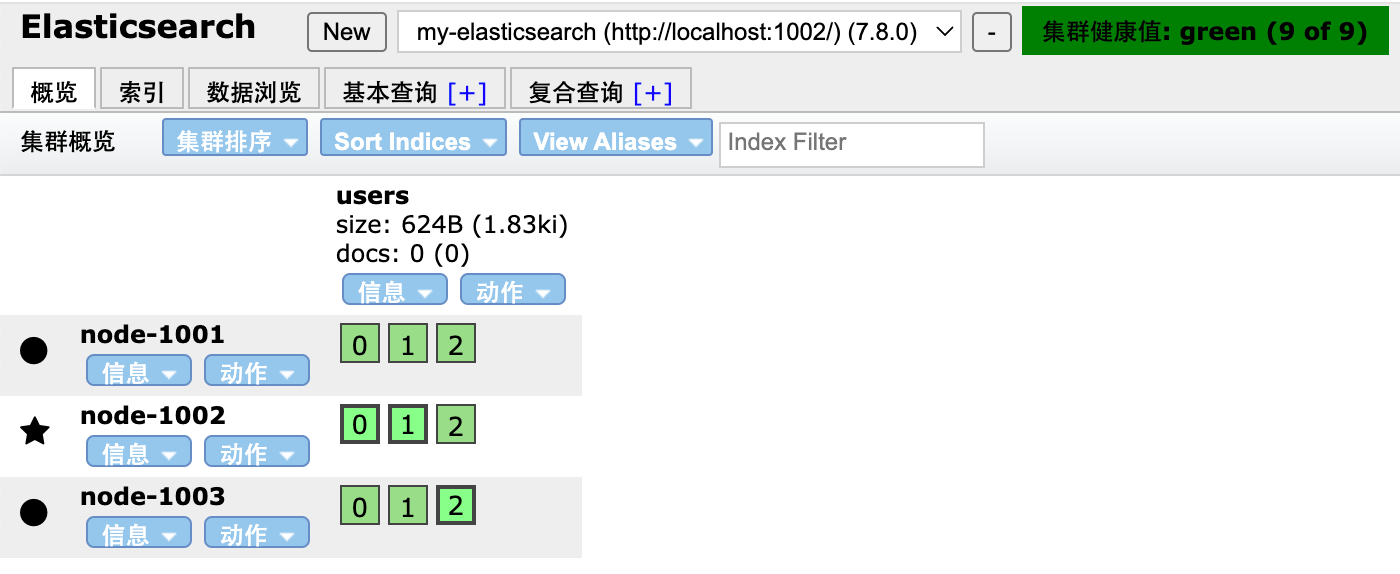 Elasticsearch New my-elasticsearch (http://localhost:1002/) (7.8.0) - 集群健康值: green (9 of 9)
概览 索引 数据浏览 基本查询 [+] 复合查询 [+]
集群概览 集群排序 Sort Indices View Aliases Index Filter
users
size: 624B (1.83ki)
docs: 0 (0)
信息 动作
node-1001 0 1 2
信息 动作
node-1002 0 1 2
信息 动作
node-1003 0 1 2
信息 动作